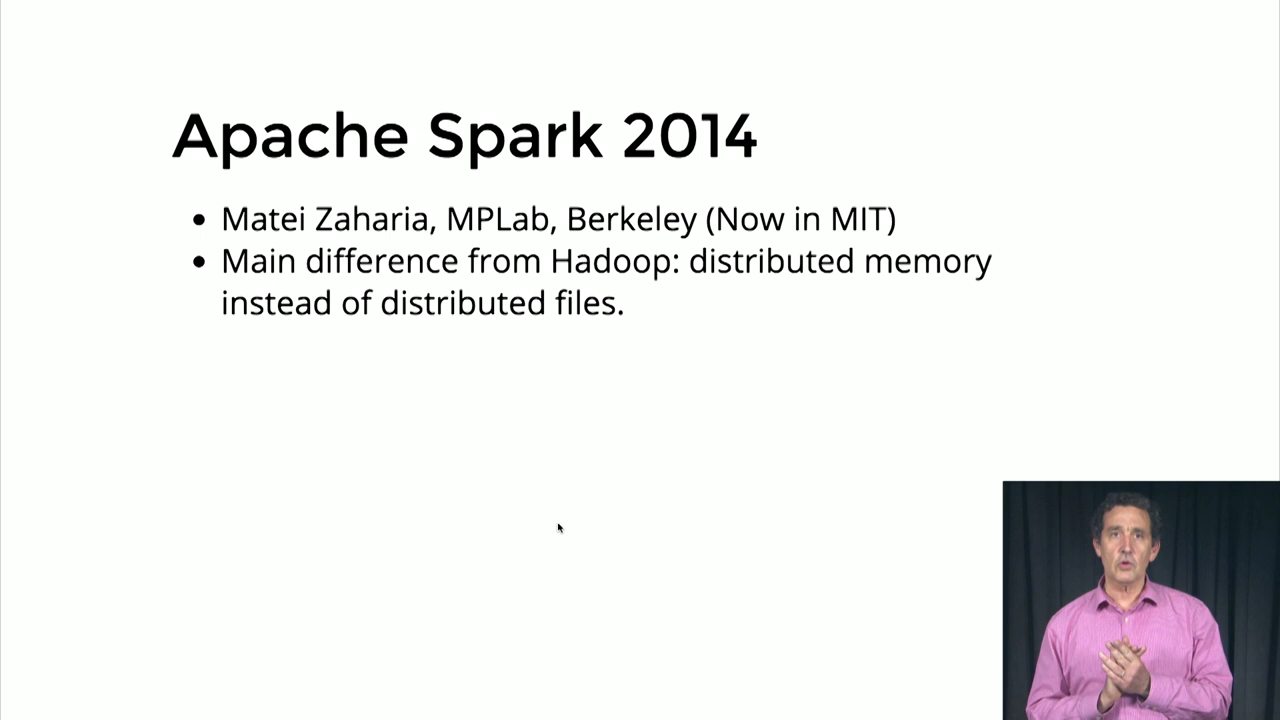 Apache Spark 2014
• Matei Zaharia, MPLab, Berkeley (Now in MIT)
• Main difference from Hadoop: distributed memory
instead of distributed files.